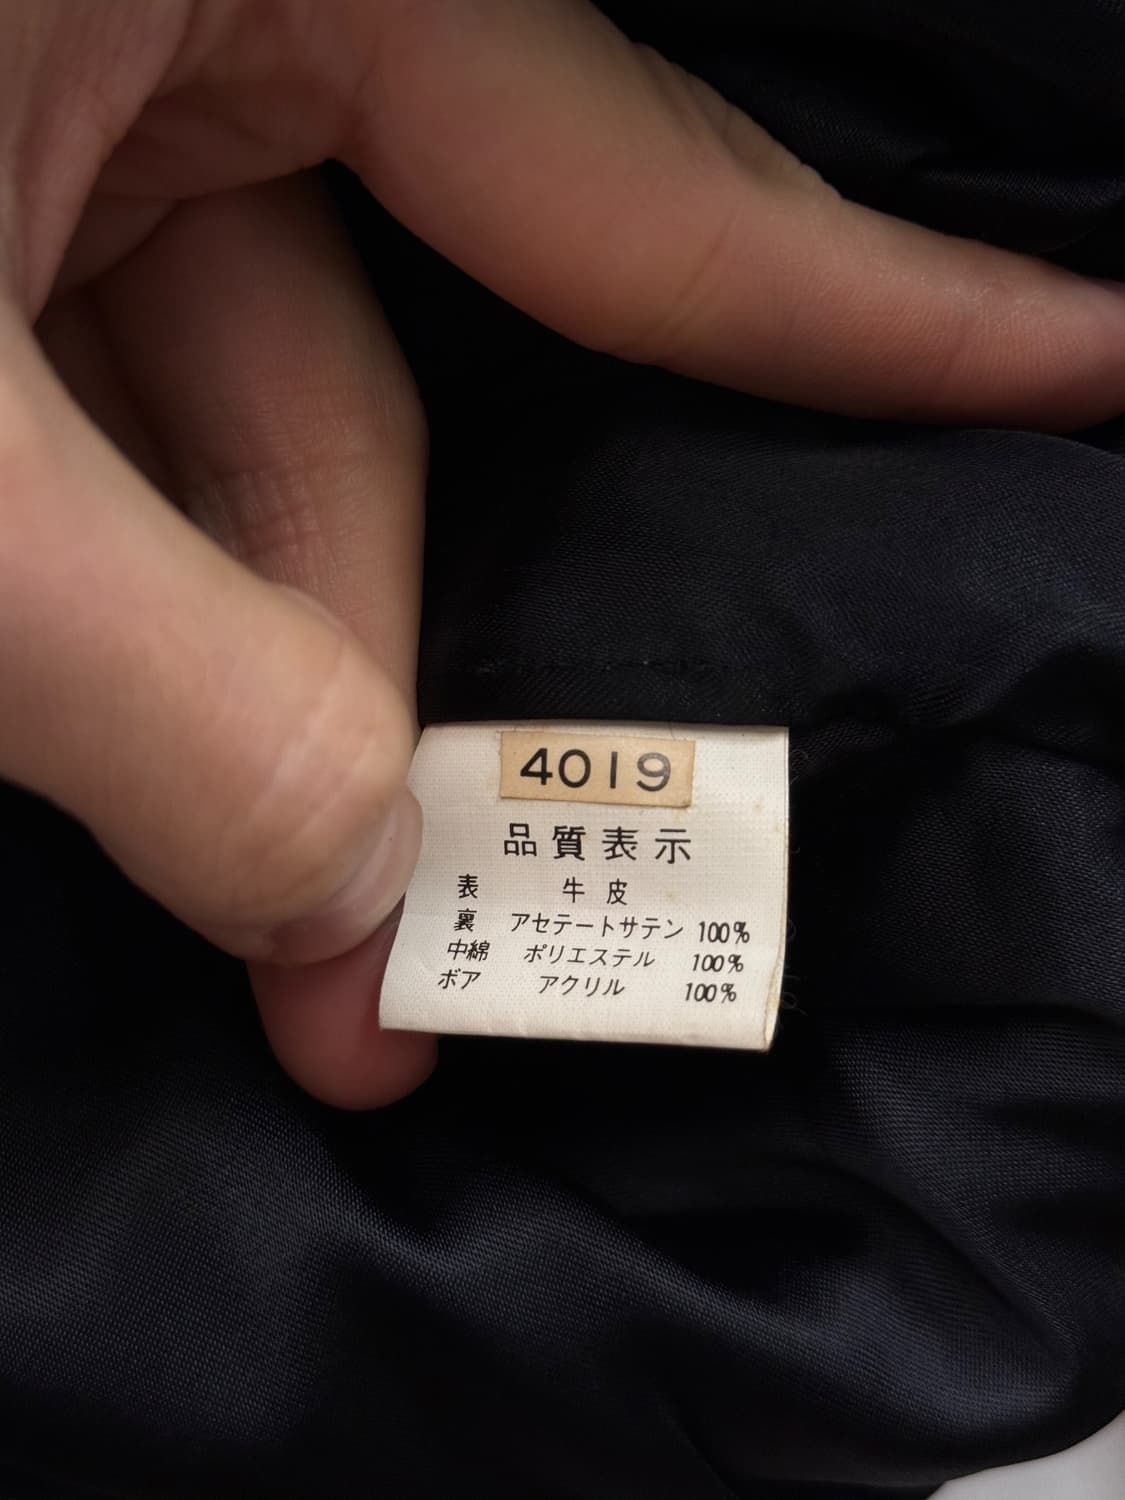 4019
品質表示
表 牛皮
裏 アセテートサテン 100%
中綿 ポリエステル 100%
ボア アクリル 100%